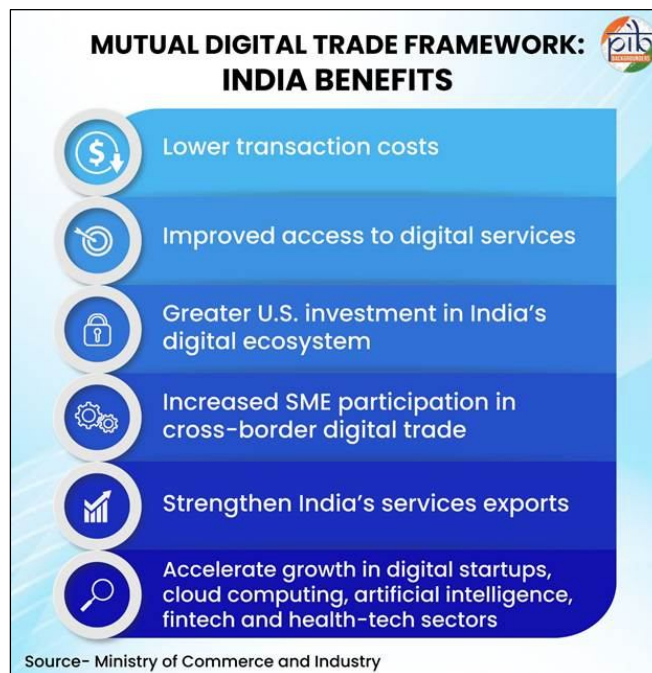 MUTUAL DIGITAL TRADE FRAMEWORK:
INDIA BENEFITS
pib
BACKGROUNDERS
Lower transaction costs
Improved access to digital services
Greater U.S. investment in India's
digital ecosystem
Increased SME participation in
cross-border digital trade
Strengthen India's services exports
Accelerate growth in digital startups,
cloud computing, artificial intelligence,
fintech and health-tech sectors
Source- Ministry of Commerce and Industry